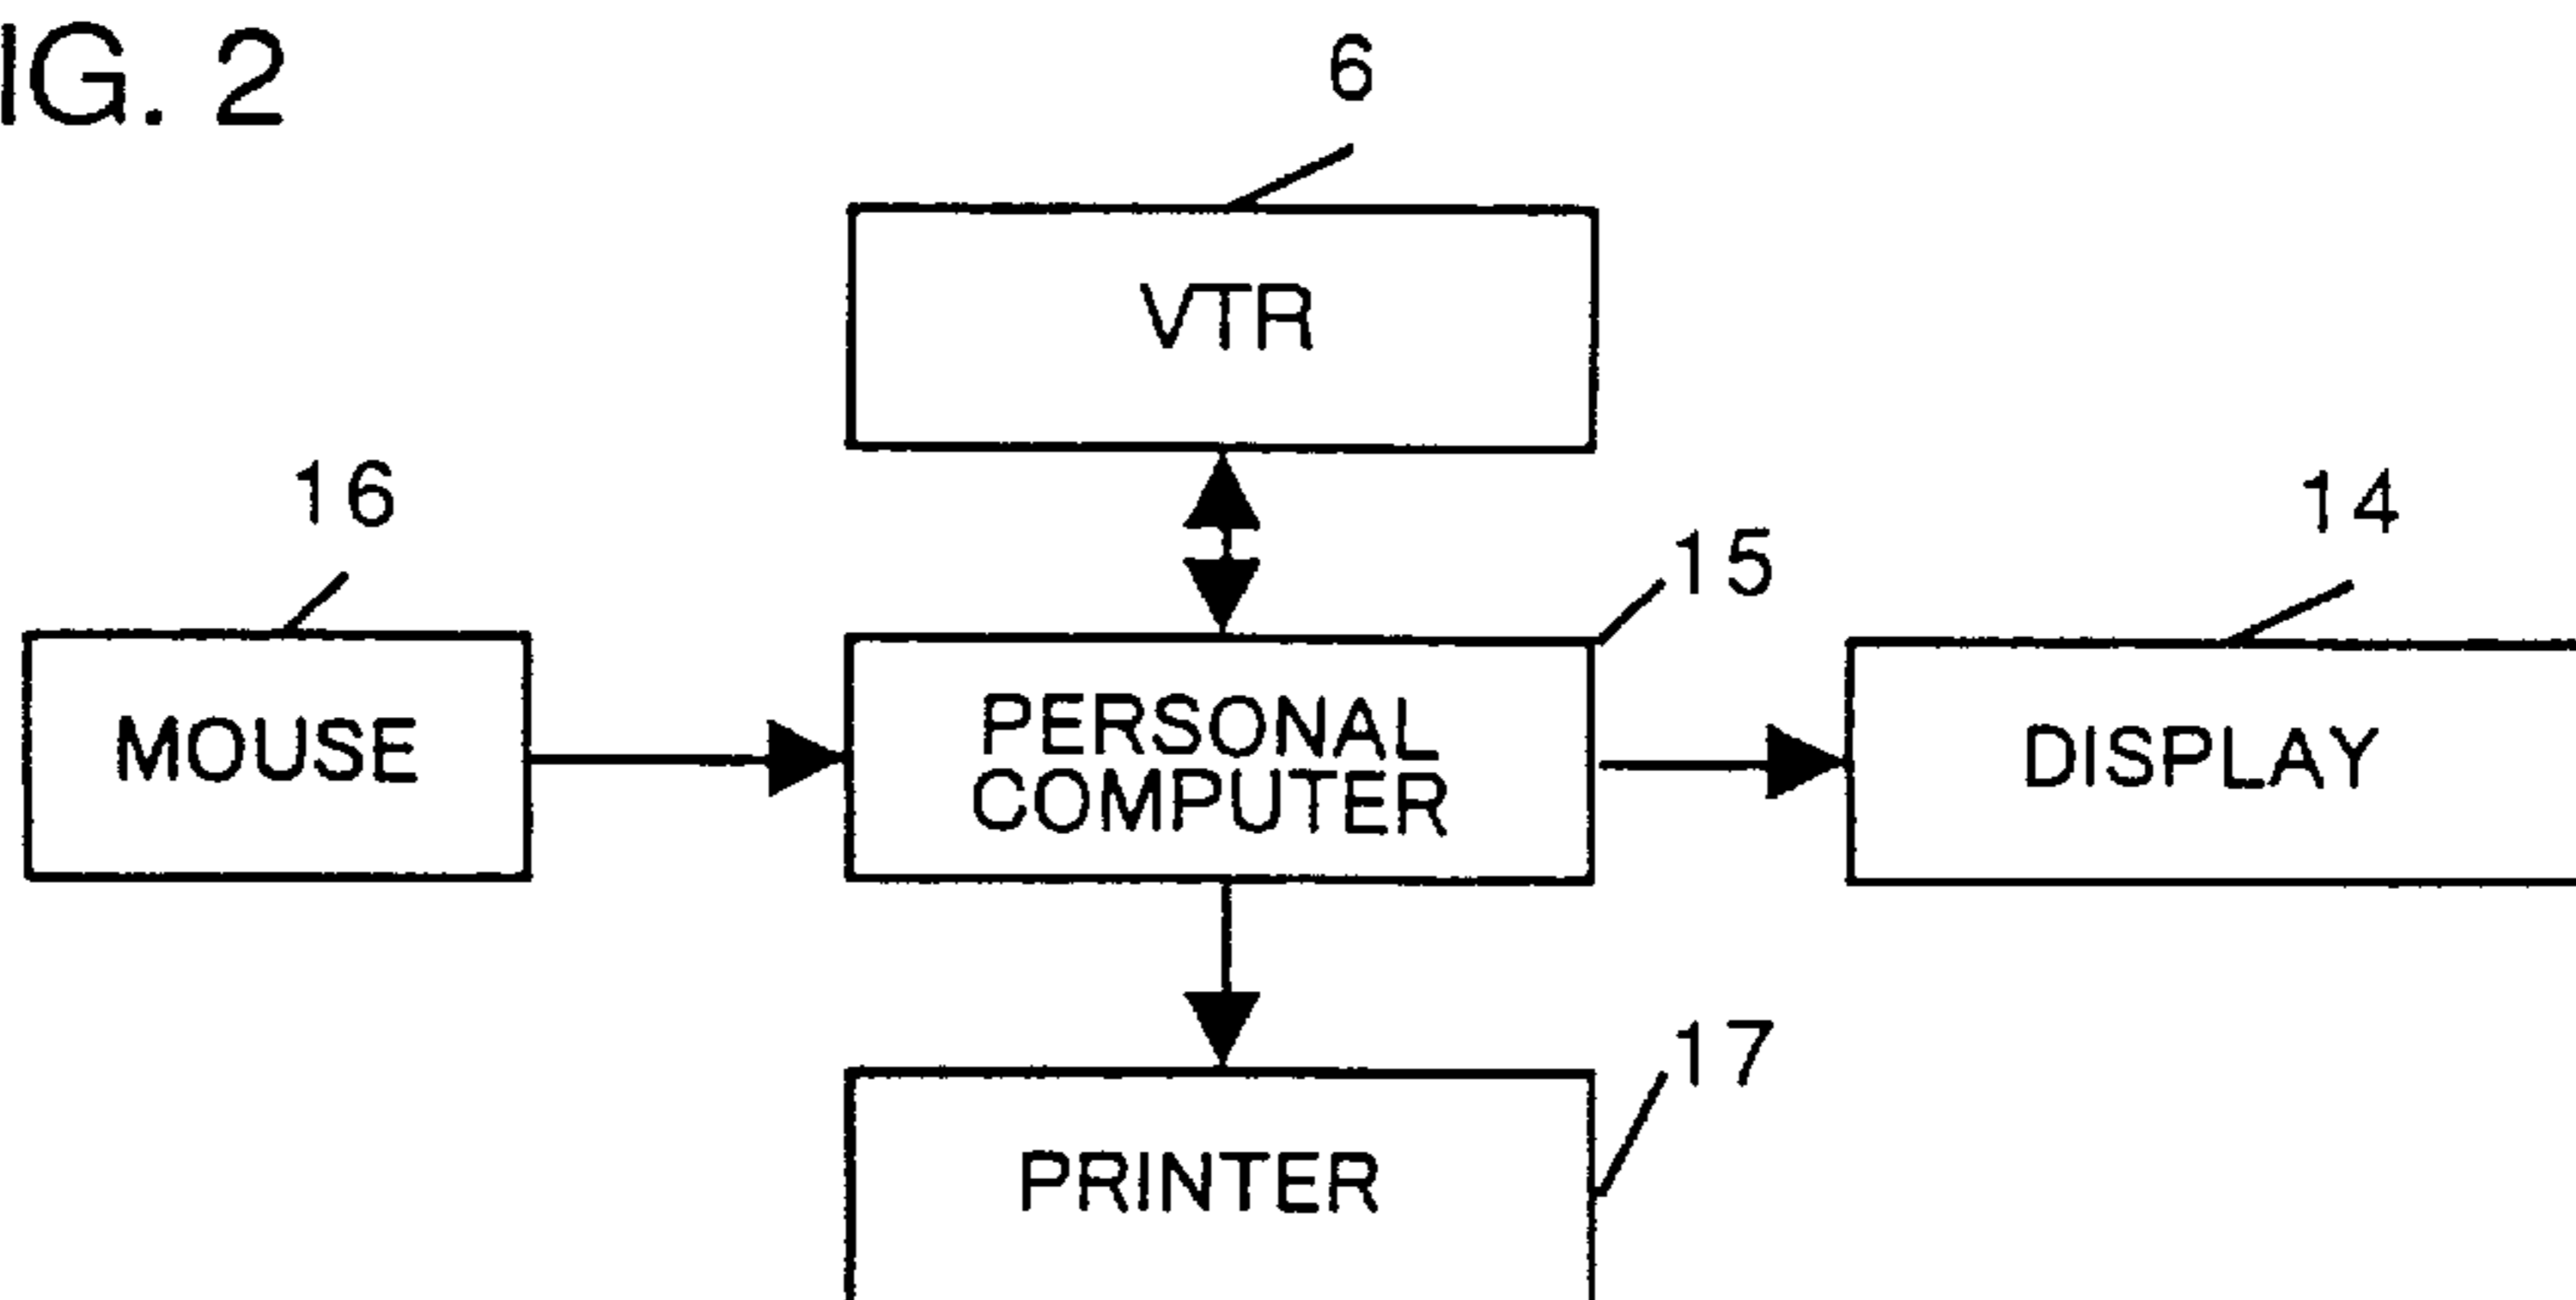 IG. 2
6
VTR
16
15
14
MOUSE
PERSONAL
COMPUTER
DISPLAY
17
PRINTER